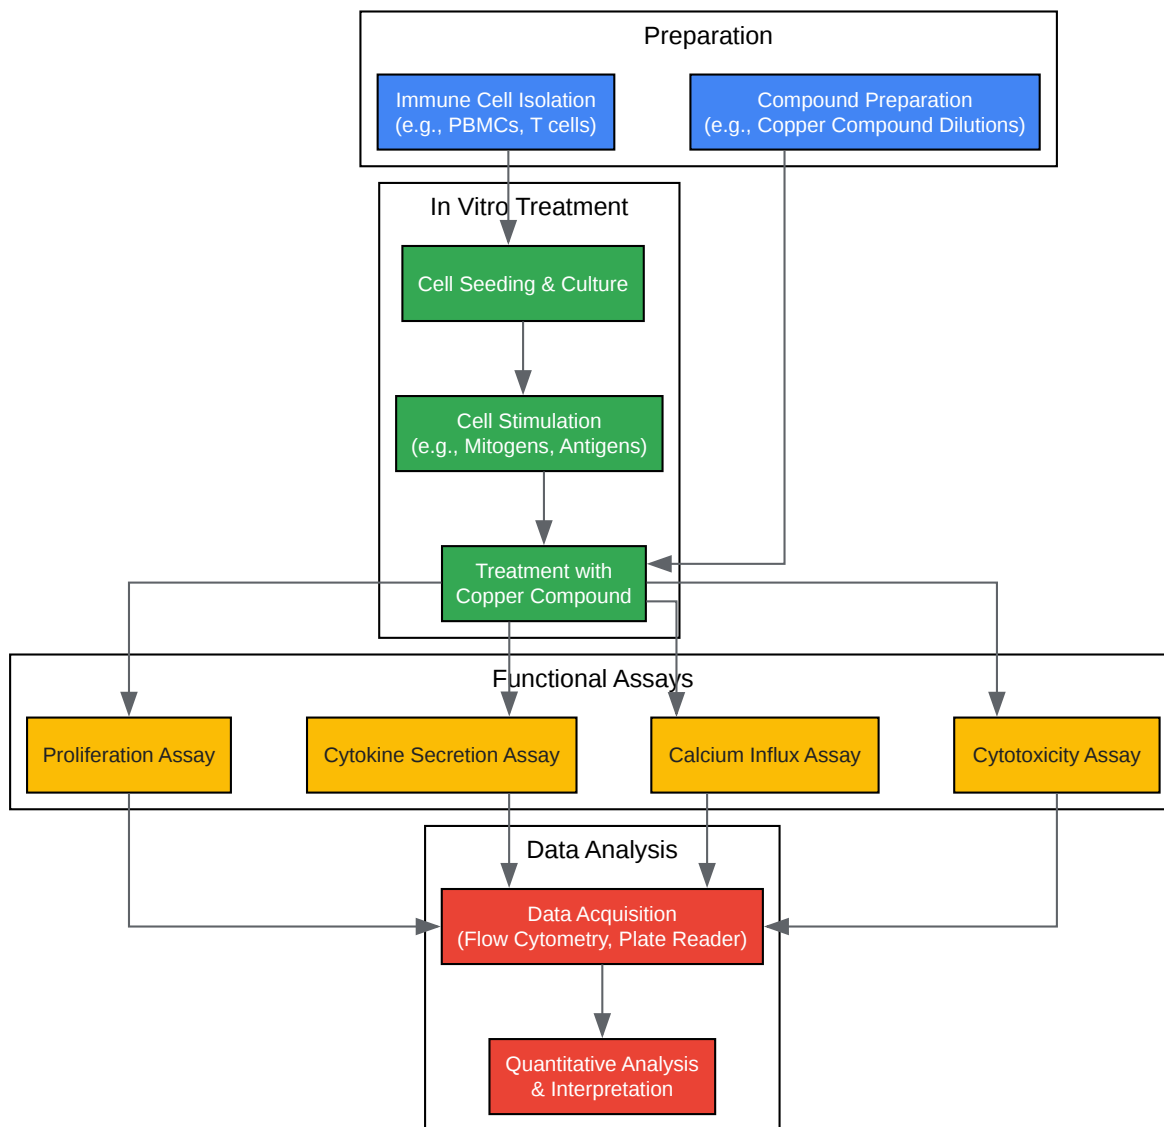 Preparation
Immune Cell Isolation
(e.g., PBMCs, T cells)
Compound Preparation
(e.g., Copper Compound Dilutions)
In Vitro Treatment
Cell Seeding & Culture
Cell Stimulation
(e.g., Mitogens, Antigens)
Treatment with
Copper Compound
Functional Assays
Proliferation Assay
Cytokine Secretion Assay
Calcium Influx Assay
Cytotoxicity Assay
Data Analysis
Data Acquisition
(Flow Cytometry, Plate Reader)
Quantitative Analysis
& Interpretation